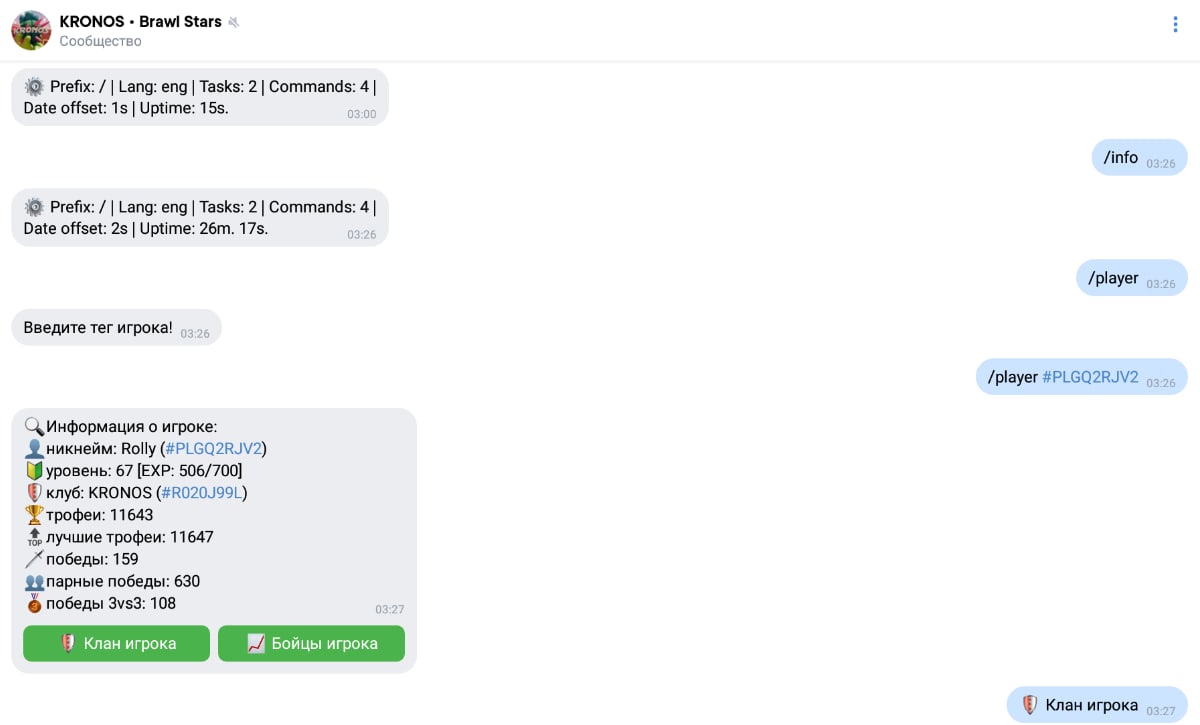 KRONOS • Brawl Stars
Сообщество
Prefix: / | Lang: eng | Tasks: 2 | Commands: 4 |
Date offset: 1s | Uptime: 15s.
03:00
/info 03:26
Prefix: / | Lang: eng | Tasks: 2 | Commands: 4 |
Date offset: 2s | Uptime: 26m. 17s.
03:26
/player 03:26
Введите тег игрока! 03:26
/player #PLGQ2RJV2 03:26
Информация о игроке:
никнейм: Rolly (#PLGQ2RJV2)
уровень: 67 [EXP: 506/700]
клуб: KRONOS (#R020J99L)
трофеи: 11643
TOP лучшие трофеи: 11647
победы: 159
парные победы: 630
победы 3vs3: 108
03:27
Клан игрока
Бойцы игрока
Клан игрока 03:27